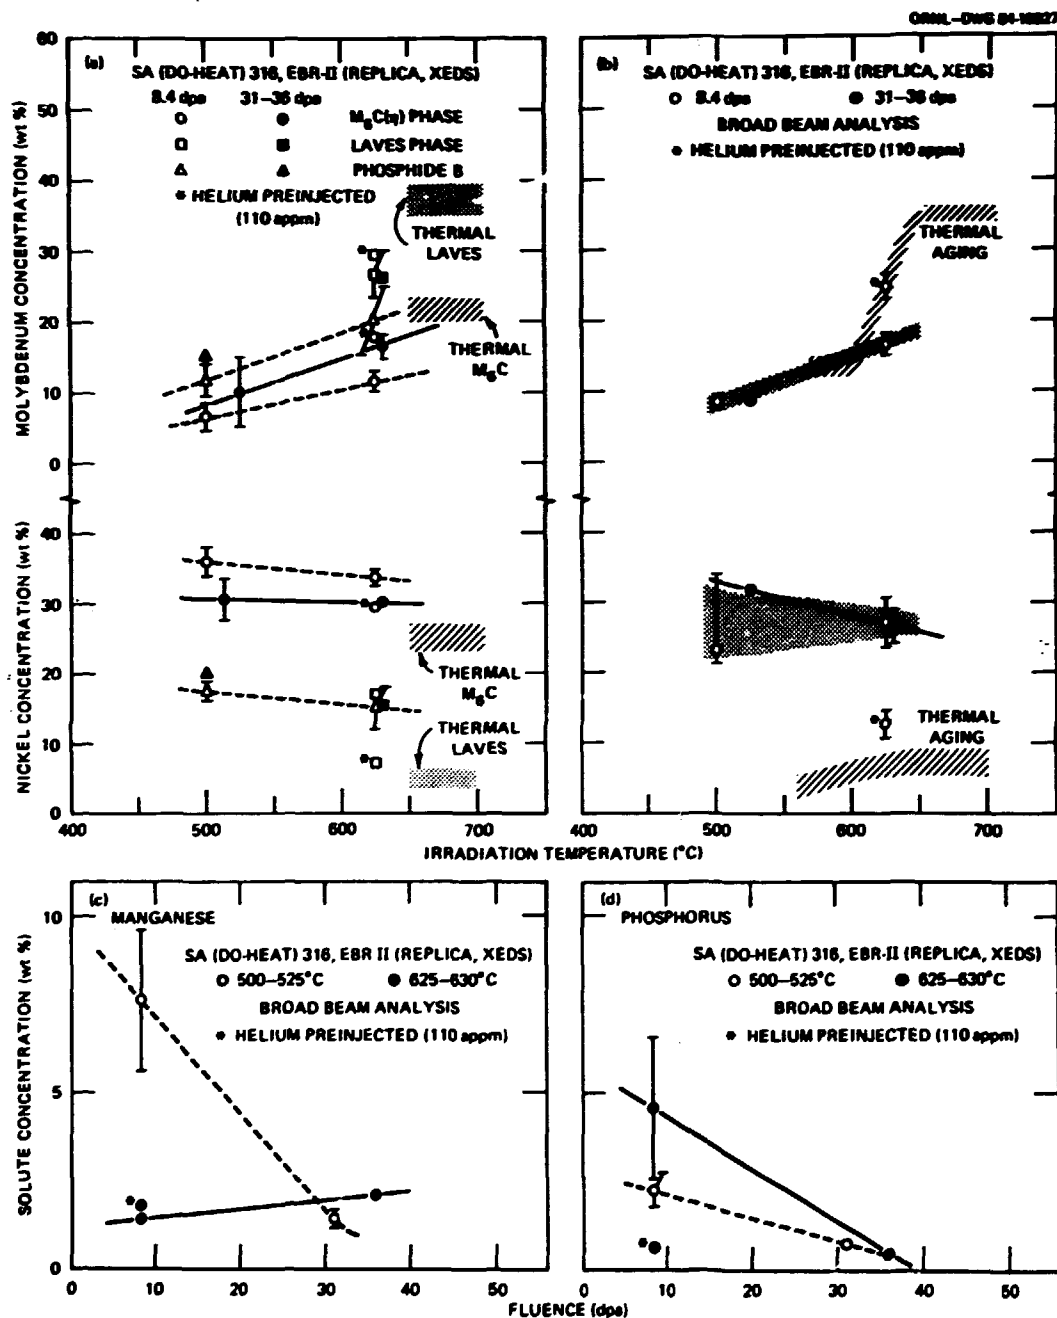 ORNL-DWG 84-16927
MOLYBDENUM CONCENTRATION (wt %)
60
50
40
30
20
10
0
(a)
SA (DO-HEAT) 316, EBR-II (REPLICA, XEDS)
8.4 dpa 31–36 dpa
M6C(η) PHASE
LAVES PHASE
PHOSPHIDE B
* HELIUM PREINJECTED
(110 appm)
THERMAL
LAVES
THERMAL
M6C
(b)
SA (DO-HEAT) 316, EBR-II (REPLICA, XEDS)
8.4 dpa 31–36 dpa
BROAD BEAM ANALYSIS
* HELIUM PREINJECTED (110 appm)
THERMAL
AGING
NICKEL CONCENTRATION (wt %)
40
30
20
10
0
THERMAL
M6C
THERMAL
LAVES
THERMAL
AGING
400 500 600 700 400 500 600 700
IRRADIATION TEMPERATURE (°C)
SOLUTE CONCENTRATION (wt %)
10
5
0
(c)
MANGANESE
SA (DO-HEAT) 316, EBR II (REPLICA, XEDS)
500–525°C 625–630°C
BROAD BEAM ANALYSIS
* HELIUM PREINJECTED (110 appm)
(d)
PHOSPHORUS
SA (DO-HEAT) 316, EBR-II (REPLICA, XEDS)
500–525°C 625–630°C
BROAD BEAM ANALYSIS
* HELIUM PREINJECTED (110 appm)
0 10 20 30 40 50 0 10 20 30 40 50
FLUENCE (dpa)